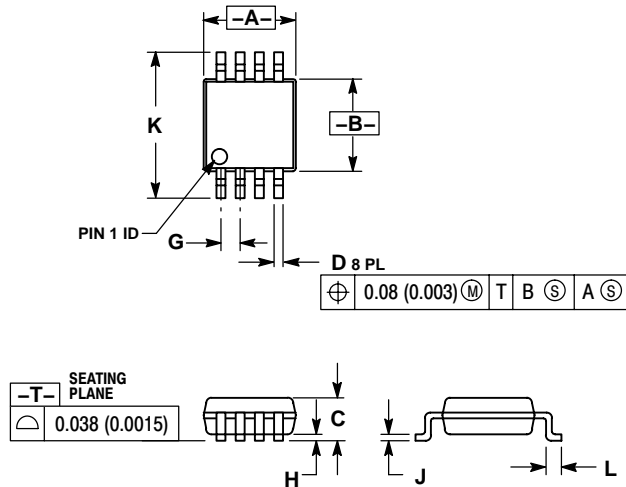 –A–
K
–B–
PIN 1 ID
G
D 8 PL
⌖ 0.08 (0.003) Ⓜ T B Ⓢ A Ⓢ
–T– SEATING
PLANE
⌓ 0.038 (0.0015)
C
H
J
L